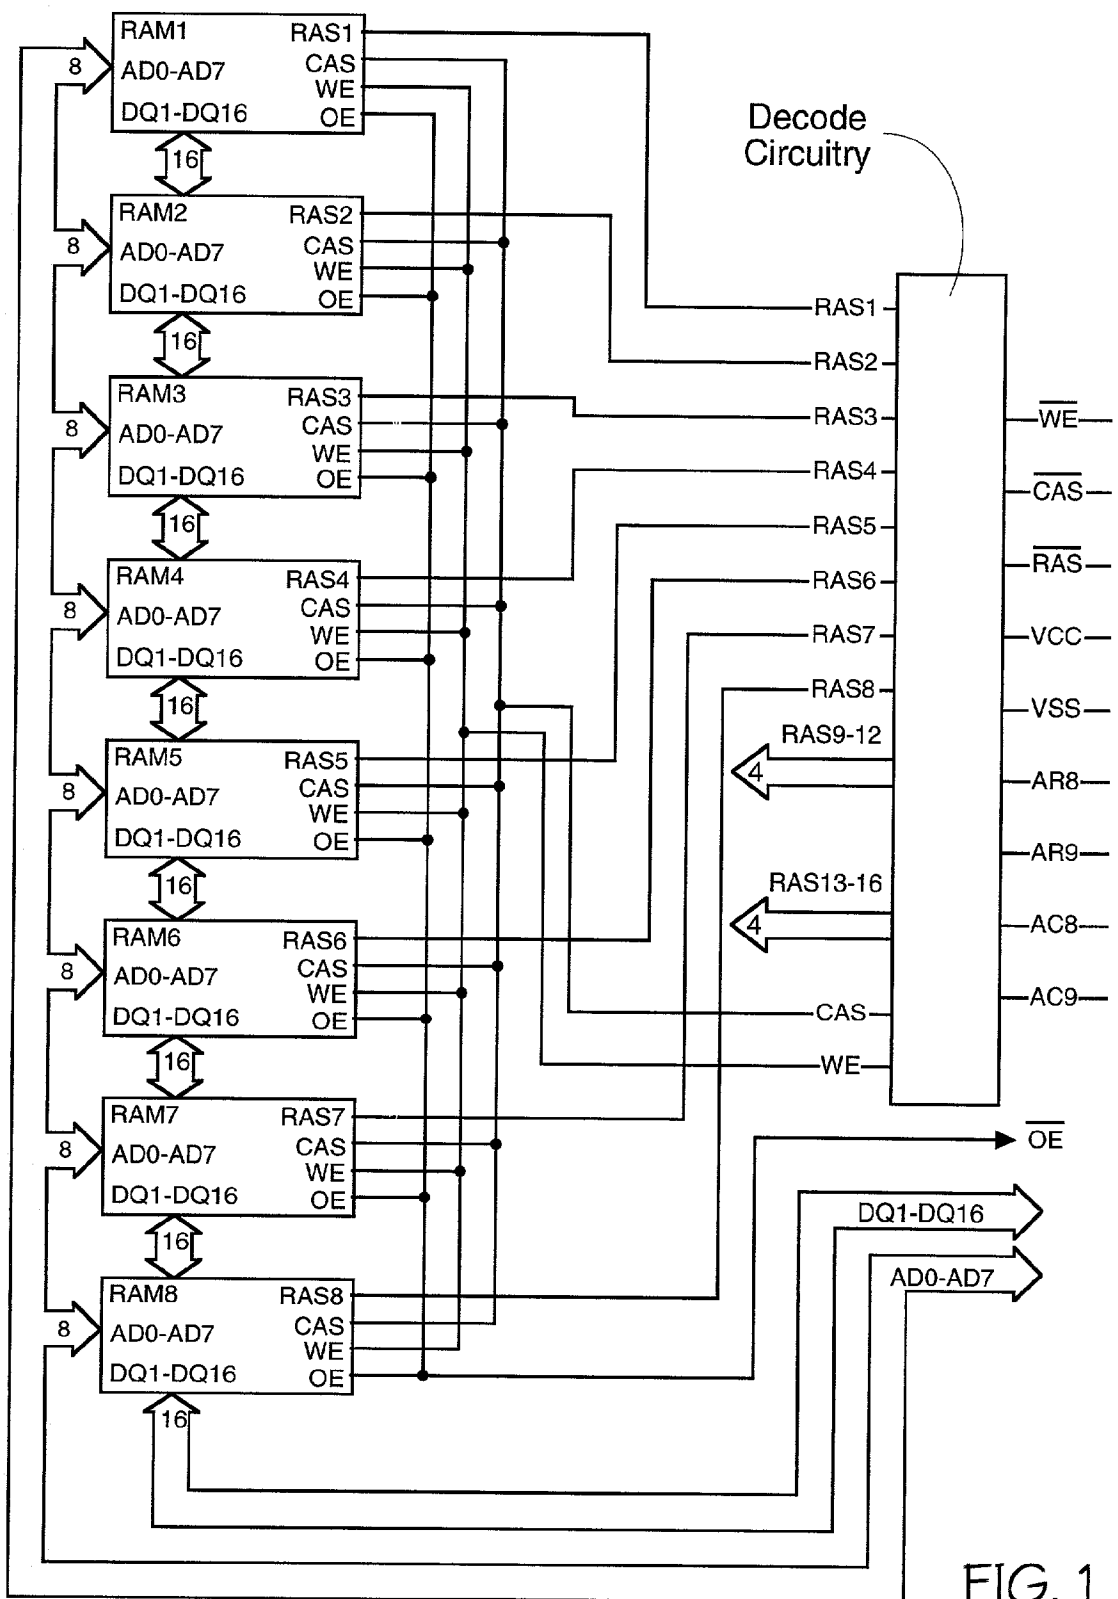 RAM1 RAS1
8 AD0-AD7 CAS
WE
DQ1-DQ16 OE
16
RAM2 RAS2
8 AD0-AD7 CAS
WE
DQ1-DQ16 OE
16
RAM3 RAS3
8 AD0-AD7 CAS
WE
DQ1-DQ16 OE
16
RAM4 RAS4
8 AD0-AD7 CAS
WE
DQ1-DQ16 OE
16
RAM5 RAS5
8 AD0-AD7 CAS
WE
DQ1-DQ16 OE
16
RAM6 RAS6
8 AD0-AD7 CAS
WE
DQ1-DQ16 OE
16
RAM7 RAS7
8 AD0-AD7 CAS
WE
DQ1-DQ16 OE
16
RAM8 RAS8
8 AD0-AD7 CAS
WE
DQ1-DQ16 OE
16
Decode
Circuitry
RAS1
RAS2
RAS3
RAS4
RAS5
RAS6
RAS7
RAS8
RAS9-12
4
RAS13-16
4
CAS
WE
W̅E̅
C̅A̅S̅
R̅A̅S̅
VCC
VSS
AR8
AR9
AC8
AC9
O̅E̅
DQ1-DQ16
AD0-AD7
FIG. 1